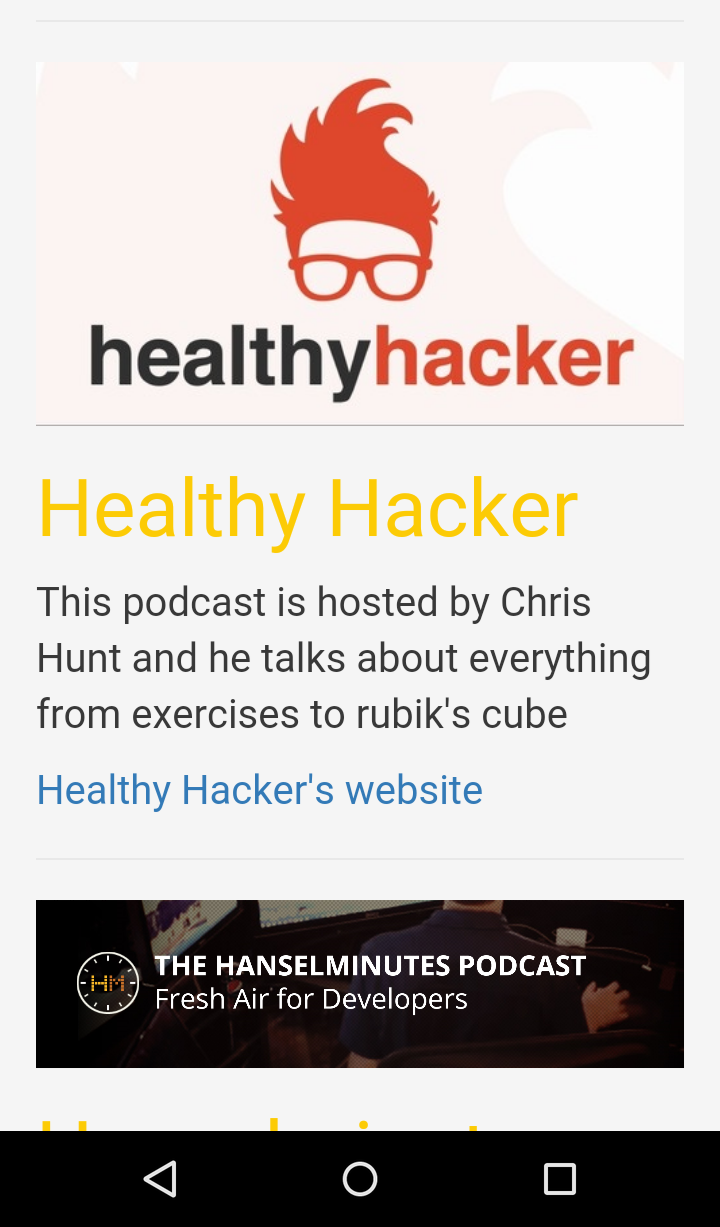 healthyhacker
Healthy Hacker
This podcast is hosted by Chris
Hunt and he talks about everything
from exercises to rubik's cube
Healthy Hacker's website
HM
THE HANSELMINUTES PODCAST
Fresh Air for Developers